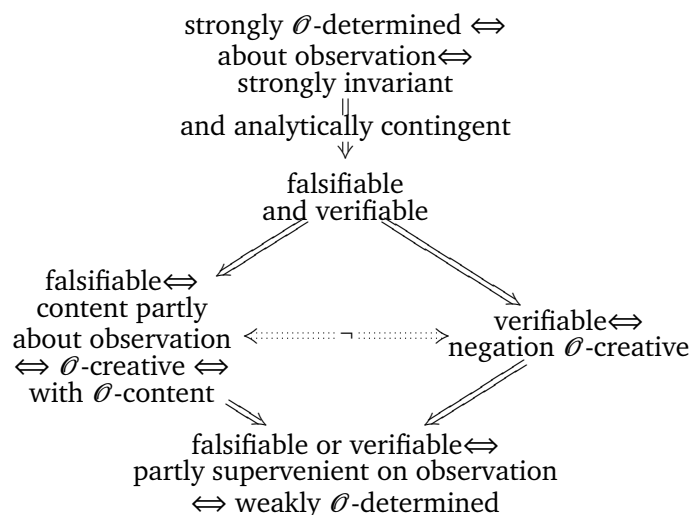 strongly 𝒪-determined ⇔
about observation⇔
strongly invariant
and analytically contingent
falsifiable
and verifiable
falsifiable⇔
content partly
about observation
⇔ 𝒪-creative ⇔
with 𝒪-content
¬
verifiable⇔
negation 𝒪-creative
falsifiable or verifiable⇔
partly supervenient on observation
⇔ weakly 𝒪-determined